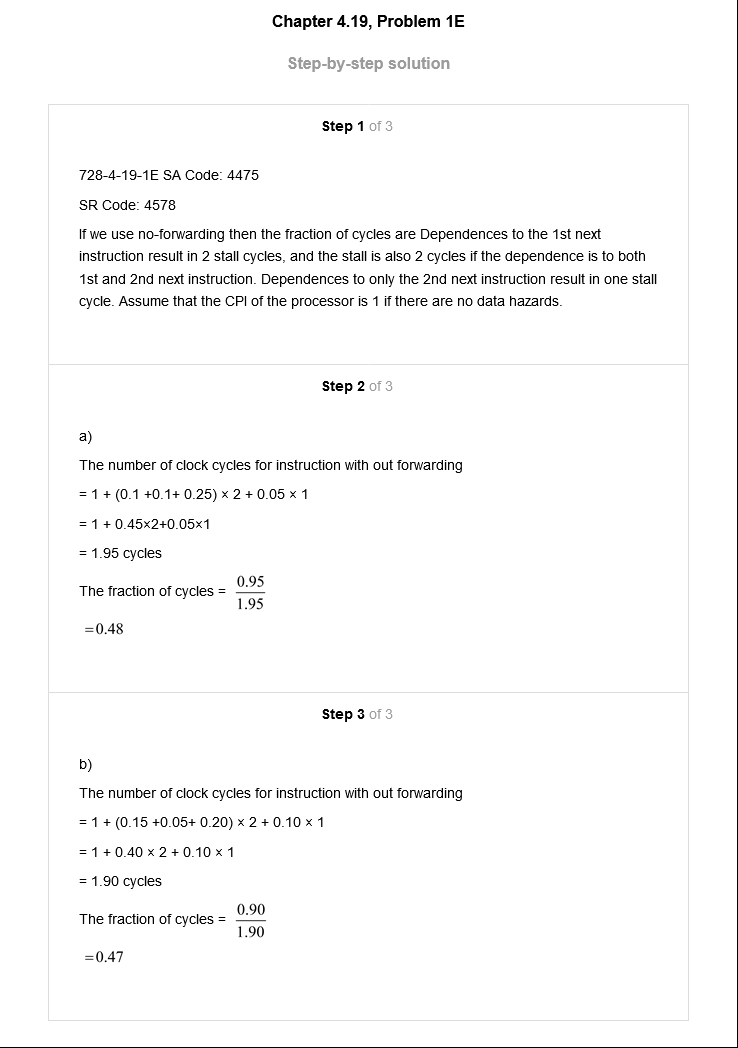 Chapter 4.19, Problem 1E
Step-by-step solution
Step 1 of 3
728-4-19-1E SA Code: 4475
SR Code: 4578
If we use no-forwarding then the fraction of cycles are Dependences to the 1st next
instruction result in 2 stall cycles, and the stall is also 2 cycles if the dependence is to both
1st and 2nd next instruction. Dependences to only the 2nd next instruction result in one stall
cycle. Assume that the CPI of the processor is 1 if there are no data hazards.
Step 2 of 3
a)
The number of clock cycles for instruction with out forwarding
= 1 + (0.1 +0.1+ 0.25) × 2 + 0.05 × 1
= 1 + 0.45×2+0.05×1
= 1.95 cycles
The fraction of cycles = 0.95/1.95
=0.48
Step 3 of 3
b)
The number of clock cycles for instruction with out forwarding
= 1 + (0.15 +0.05+ 0.20) × 2 + 0.10 × 1
= 1 + 0.40 × 2 + 0.10 × 1
= 1.90 cycles
The fraction of cycles = 0.90/1.90
=0.47